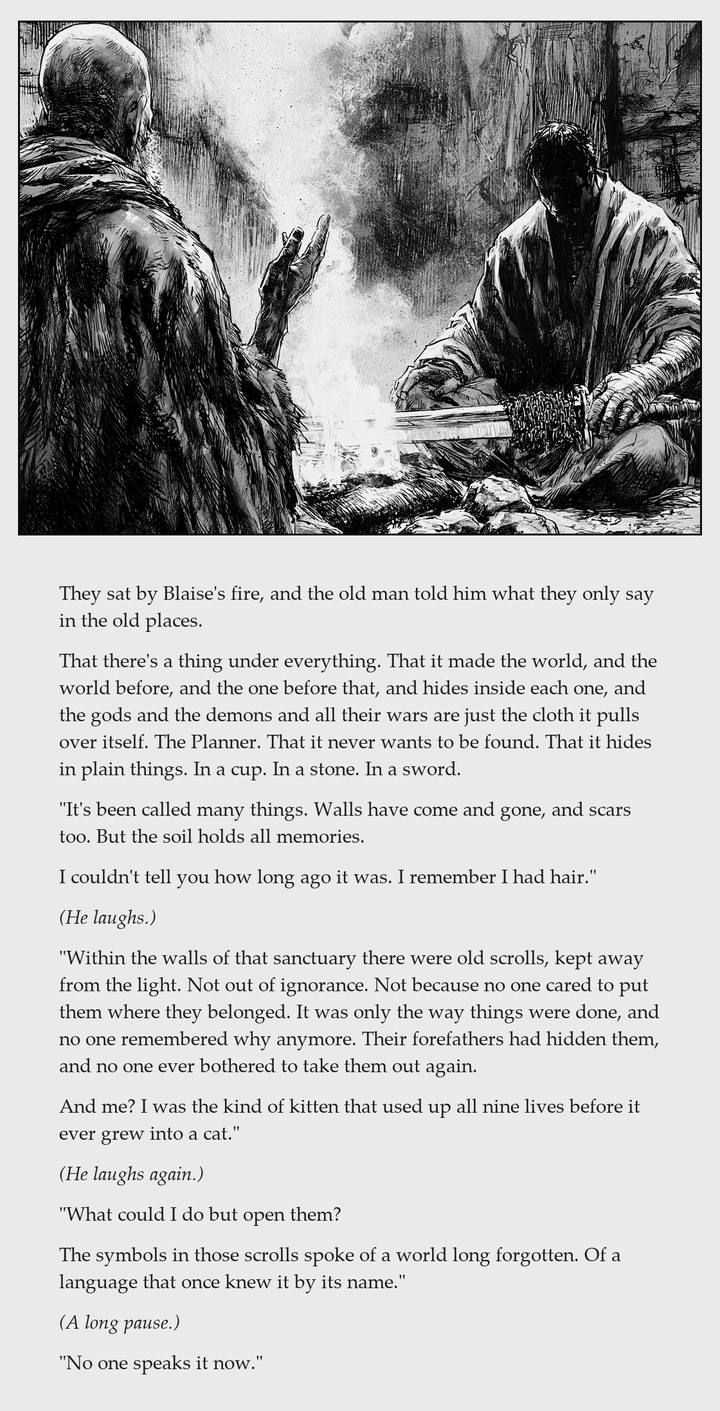 They sat by Blaise's fire, and the old man told him what they only say
in the old places.
That there's a thing under everything. That it made the world, and the
world before, and the one before that, and hides inside each one, and
the gods and the demons and all their wars are just the cloth it pulls
over itself. The Planner. That it never wants to be found. That it hides
in plain things. In a cup. In a stone. In a sword.
"It's been called many things. Walls have come and gone, and scars
too. But the soil holds all memories.
I couldn't tell you how long ago it was. I remember I had hair."
(He laughs.)
"Within the walls of that sanctuary there were old scrolls, kept away
from the light. Not out of ignorance. Not because no one cared to put
them where they belonged. It was only the way things were done, and
no one remembered why anymore. Their forefathers had hidden them,
and no one ever bothered to take them out again.
And me? I was the kind of kitten that used up all nine lives before it
ever grew into a cat."
(He laughs again.)
"What could I do but open them?
The symbols in those scrolls spoke of a world long forgotten. Of a
language that once knew it by its name."
(A long pause.)
"No one speaks it now."